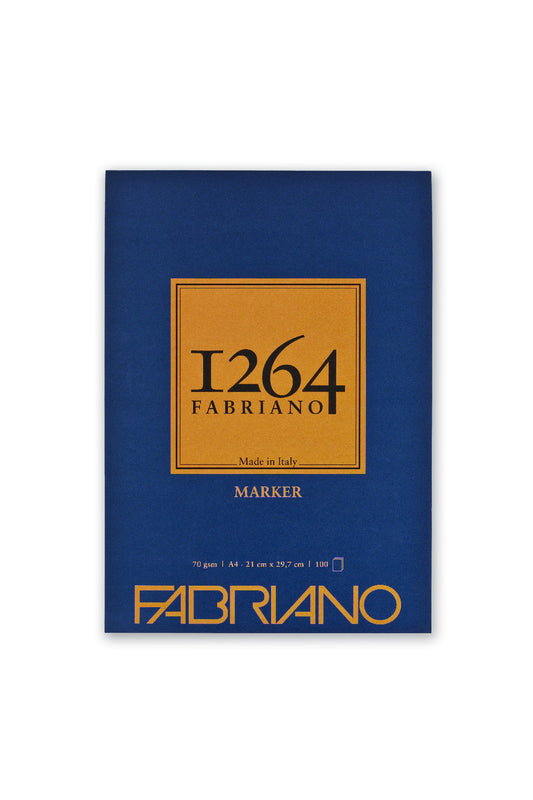 1264
FABRIANO
Made in Italy
MARKER
70 gsm | A4 - 21 cm x 29,7 cm | 100
FABRIANO